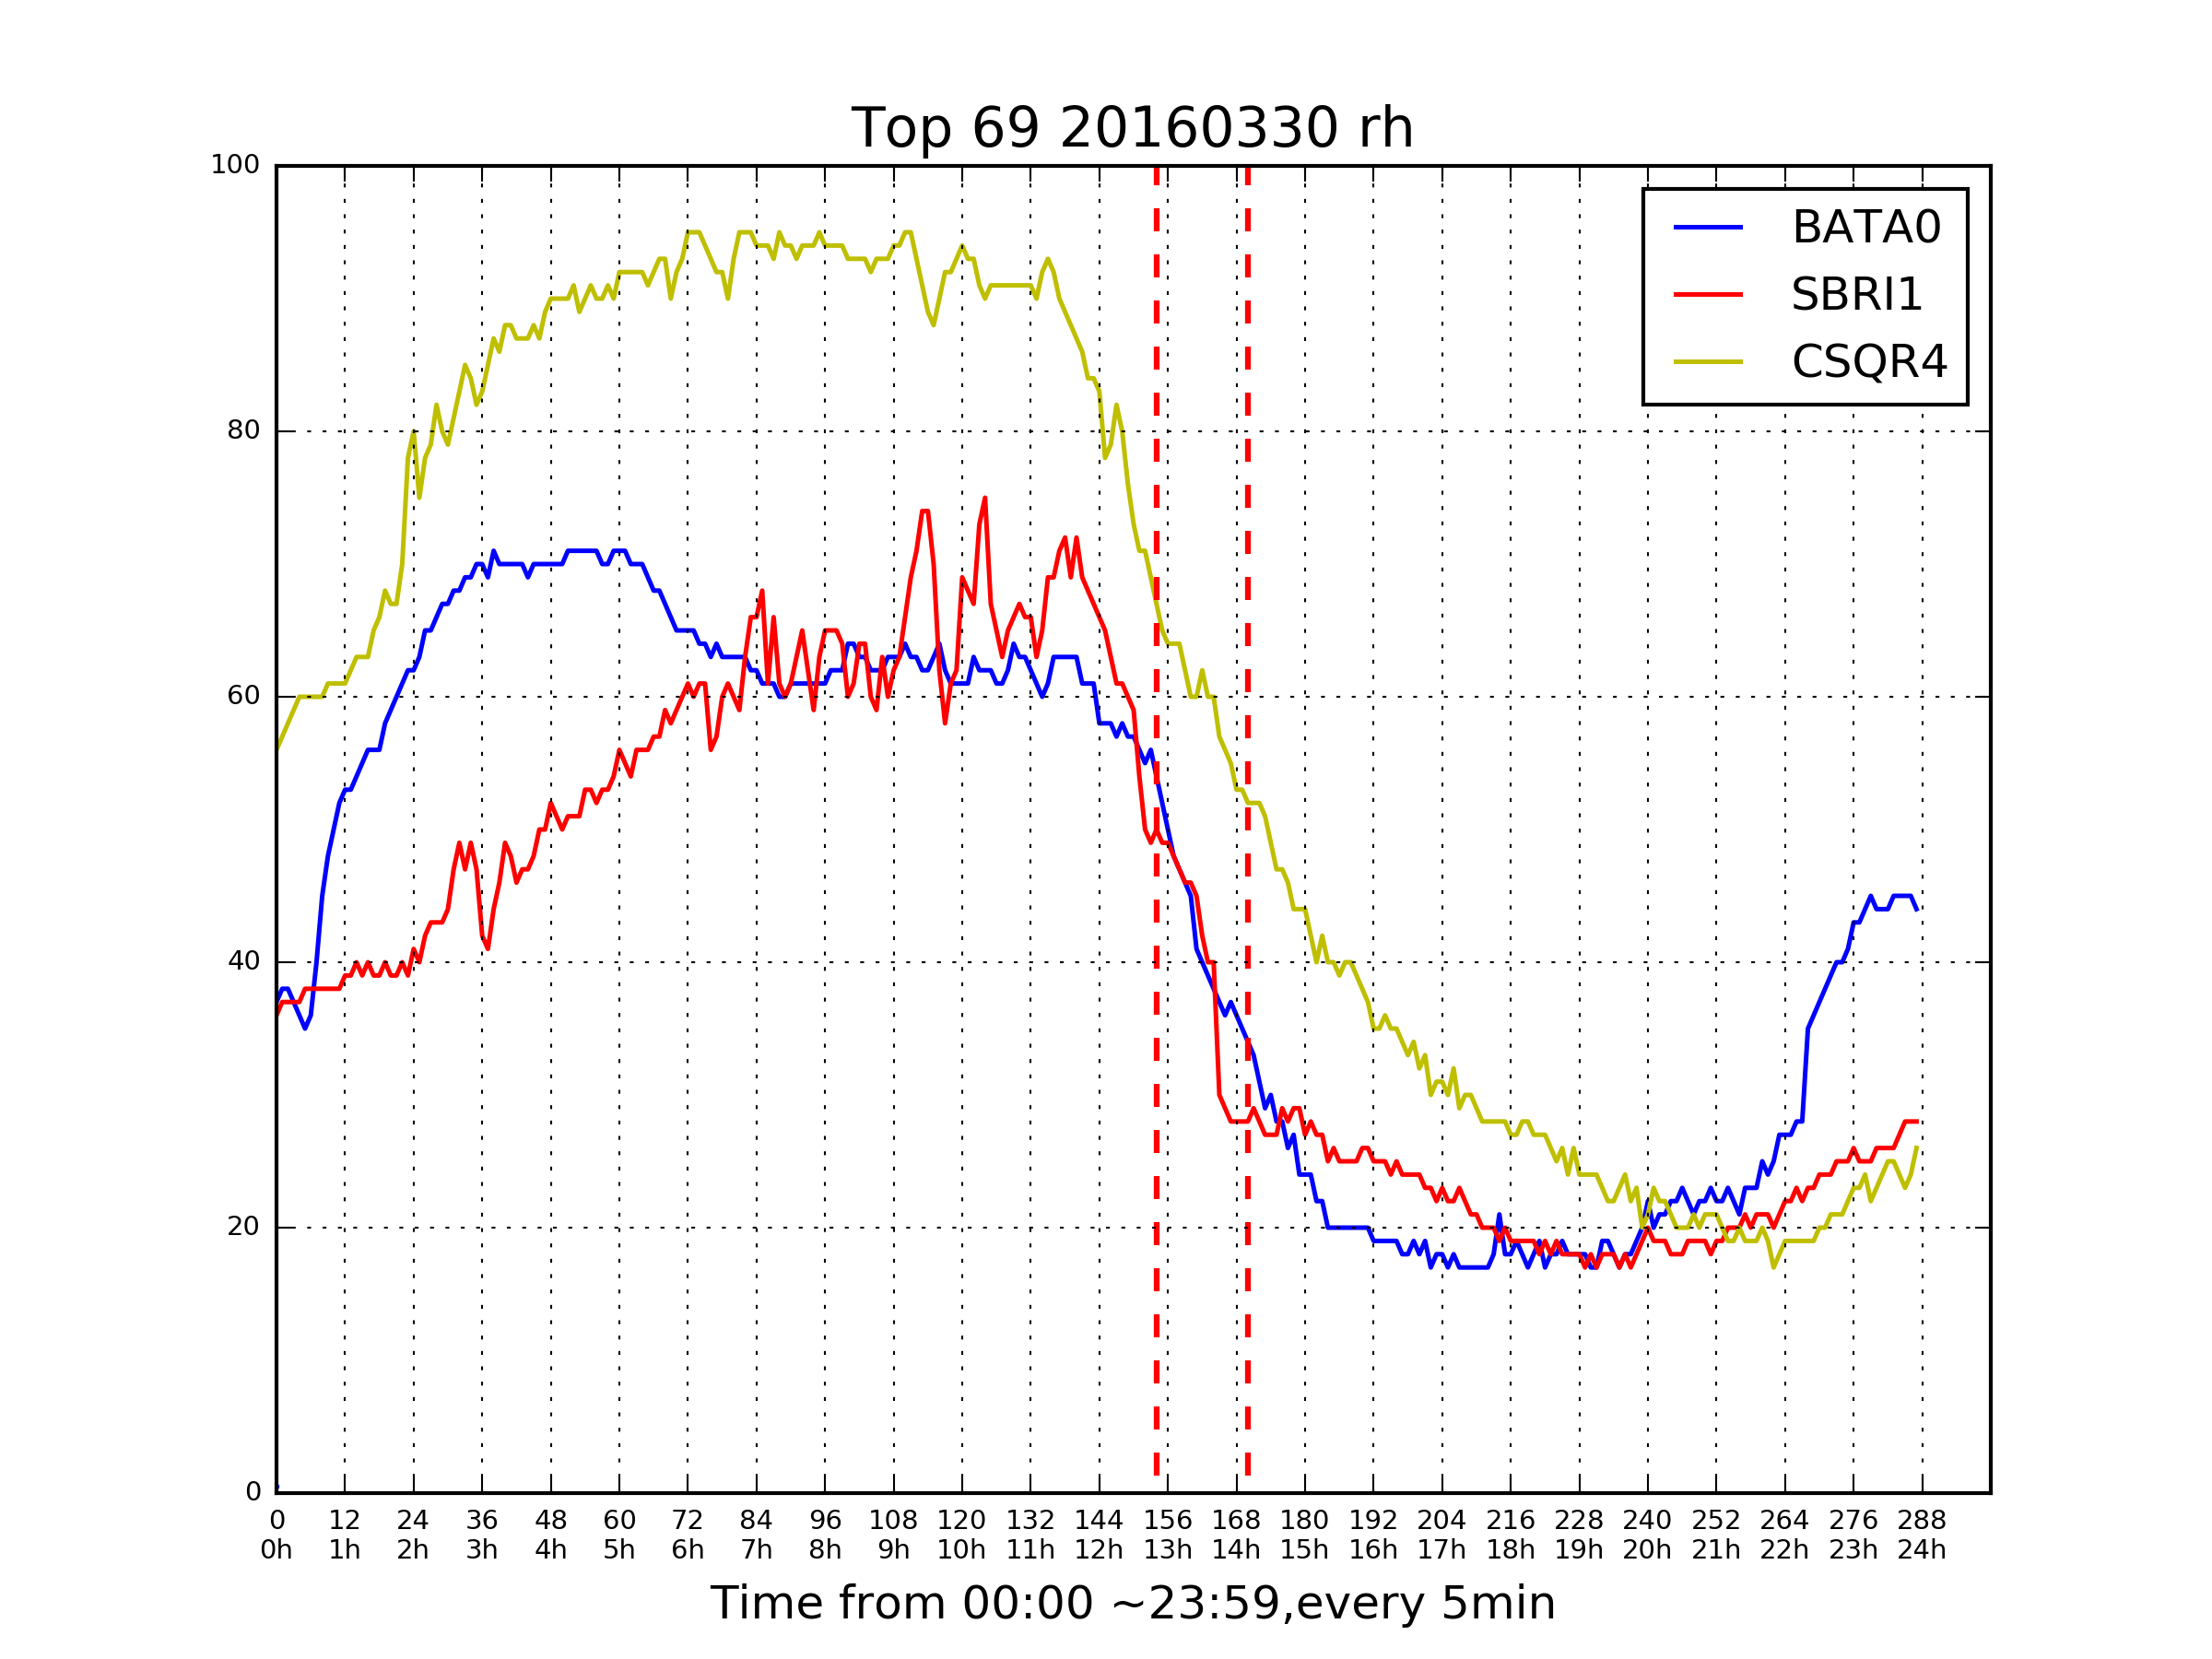 Top 69 20160330 rh
100
80
60
40
20
0
BATA0
SBRI1
CSQR4
0 12 24 36 48 60 72 84 96 108 120 132 144 156 168 180 192 204 216 228 240 252 264 276 288
0h 1h 2h 3h 4h 5h 6h 7h 8h 9h 10h 11h 12h 13h 14h 15h 16h 17h 18h 19h 20h 21h 22h 23h 24h
Time from 00:00 ~23:59,every 5min